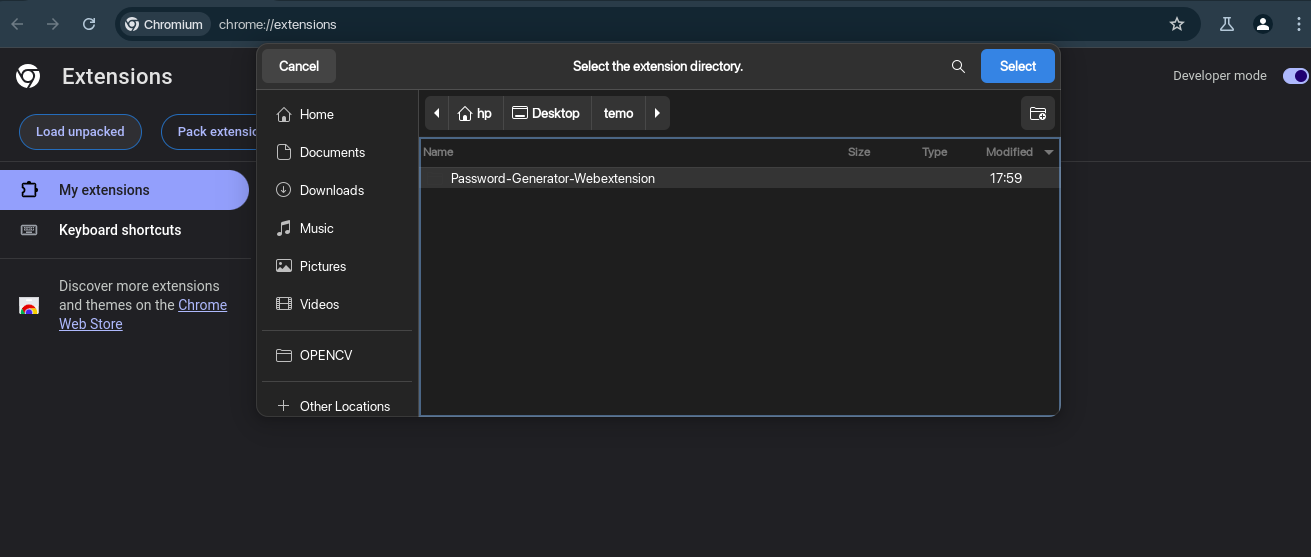 Chromium
chrome://extensions
Extensions
Developer mode
Load unpacked
Pack extensio
My extensions
Keyboard shortcuts
Discover more extensions
and themes on the Chrome
Web Store
Cancel
Select the extension directory.
Select
Home
Documents
Downloads
Music
Pictures
Videos
OPENCV
Other Locations
hp
Desktop
temo
Name
Size
Type
Modified
Password-Generator-Webextension
17:59